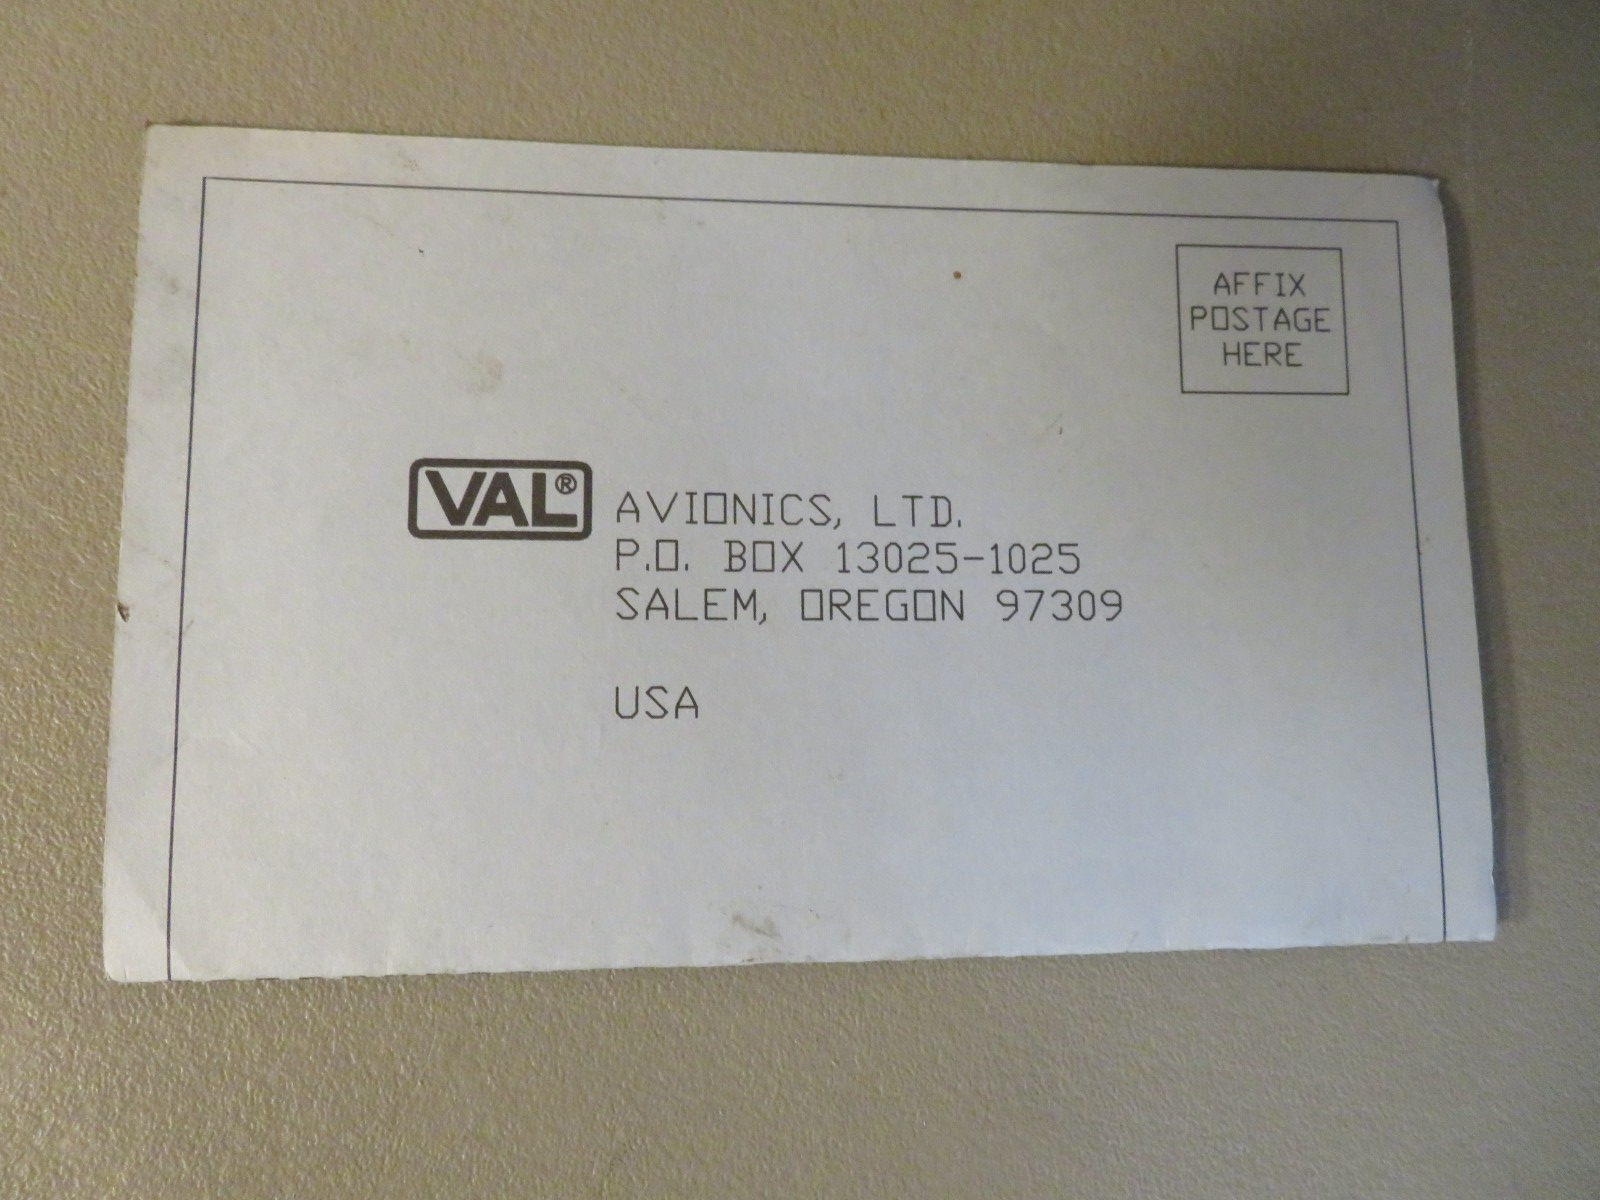 AFFIX
POSTAGE
HERE
VAL® AVIONICS, LTD.
P.O. BOX 13025-1025
SALEM, OREGON 97309
USA